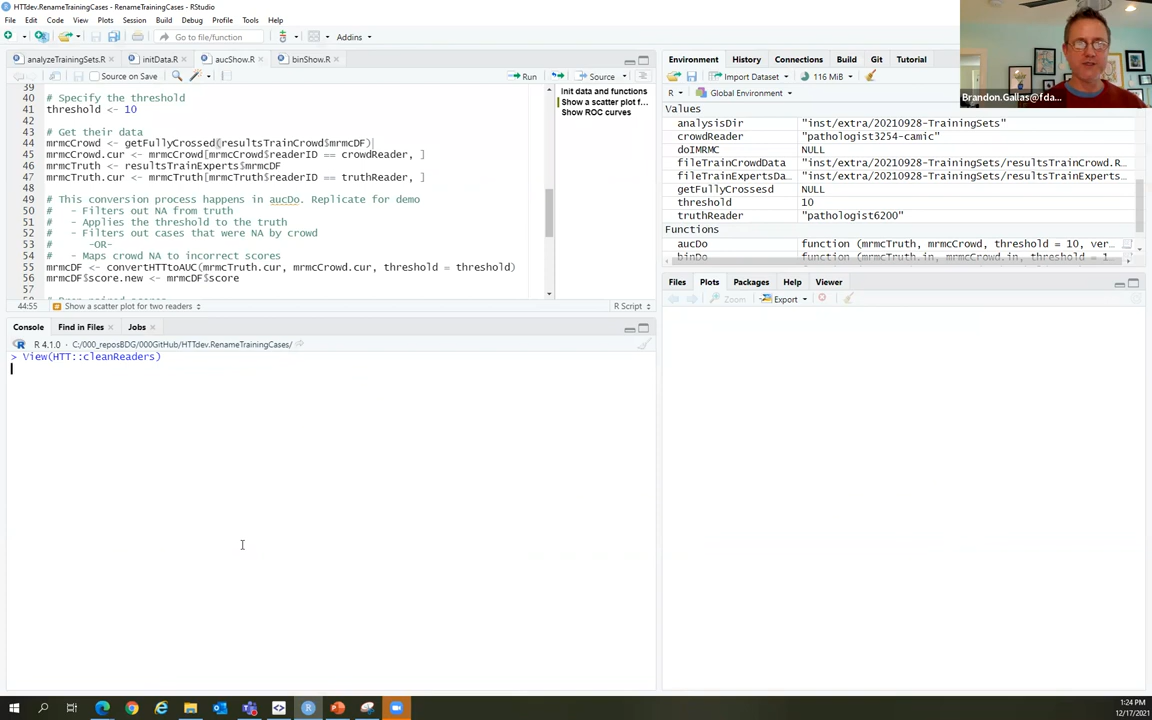 HTTdev.RenameTrainingCases - RStudio
File Edit Code View Plots Session Build Debug Profile Tools Help
Go to file/function
Addins
analyzeTrainingSets.R
initData.R
aucShow.R
binShow.R
Source on Save
Run
Source
39
40 # Specify the threshold
41 threshold <- 10
42
43 # Get their data
44 mrmcCrowd <- getFullyCrossed(resultsTrainCrowd$mrmcDF)
45 mrmcCrowd.cur <- mrmcCrowd[mrmcCrowd$readerID == crowdReader, ]
46 mrmcTruth <- resultsTrainExperts$mrmcDF
47 mrmcTruth.cur <- mrmcTruth[mrmcTruth$readerID == truthReader, ]
48
49 # This conversion process happens in aucDo. Replicate for demo
50 # - Filters out NA from truth
51 # - Applies the threshold to the truth
52 # - Filters out cases that were NA by crowd
53 # -OR-
54 # - Maps crowd NA to incorrect scores
55 mrmcDF <- convertHTTtoAUC(mrmcTruth.cur, mrmcCrowd.cur, threshold = threshold)
56 mrmcDF$score.new <- mrmcDF$score
57
44:55 Show a scatter plot for two readers
R Script
Init data and functions
Show a scatter plot f...
Show ROC curves
Console
Find in Files
Jobs
R 4.1.0 · C:/000_reposBDG/000GitHub/HTTdev.RenameTrainingCases/
> View(HTT::cleanReaders)
Environment
History
Connections
Build
Git
Tutorial
Import Dataset
116 MiB
R
Global Environment
Values
analysisDir "inst/extra/20210928-TrainingSets"
crowdReader "pathologist3254-camic"
doIMRMC NULL
fileTrainCrowdData "inst/extra/20210928-TrainingSets/resultsTrainCrowd.R...
fileTrainExpertsDa... "inst/extra/20210928-TrainingSets/resultsTrainExperts...
getFullyCrossesd NULL
threshold 10
truthReader "pathologist6200"
Functions
aucDo function (mrmcTruth, mrmcCrowd, threshold = 10, ver...
binDo function (mrmcTruth.in, mrmcCrowd.in, threshold = 1...
Files
Plots
Packages
Help
Viewer
Zoom
Export
Brandon.Gallas@fda...
1:24 PM
12/17/2021